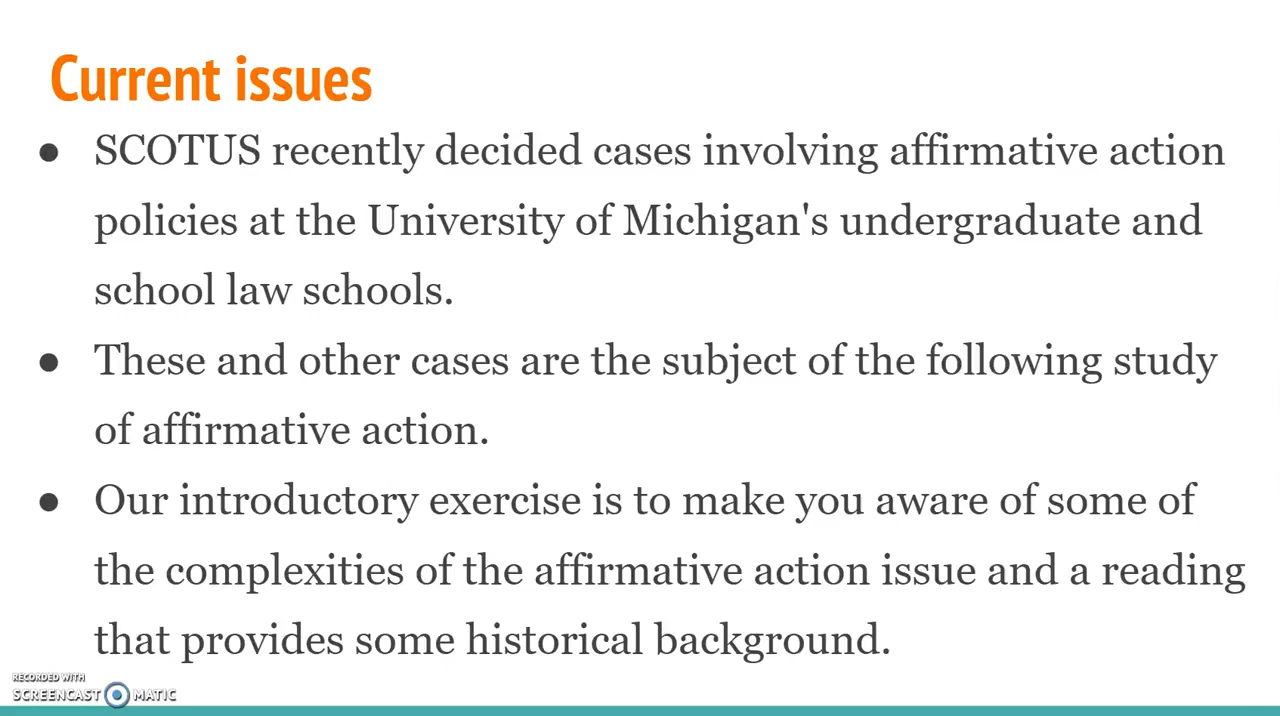 Current issues
● SCOTUS recently decided cases involving affirmative action
policies at the University of Michigan's undergraduate and
school law schools.
● These and other cases are the subject of the following study
of affirmative action.
● Our introductory exercise is to make you aware of some of
the complexities of the affirmative action issue and a reading
that provides some historical background.
RECORDED WITH
SCREENCAST MATIC